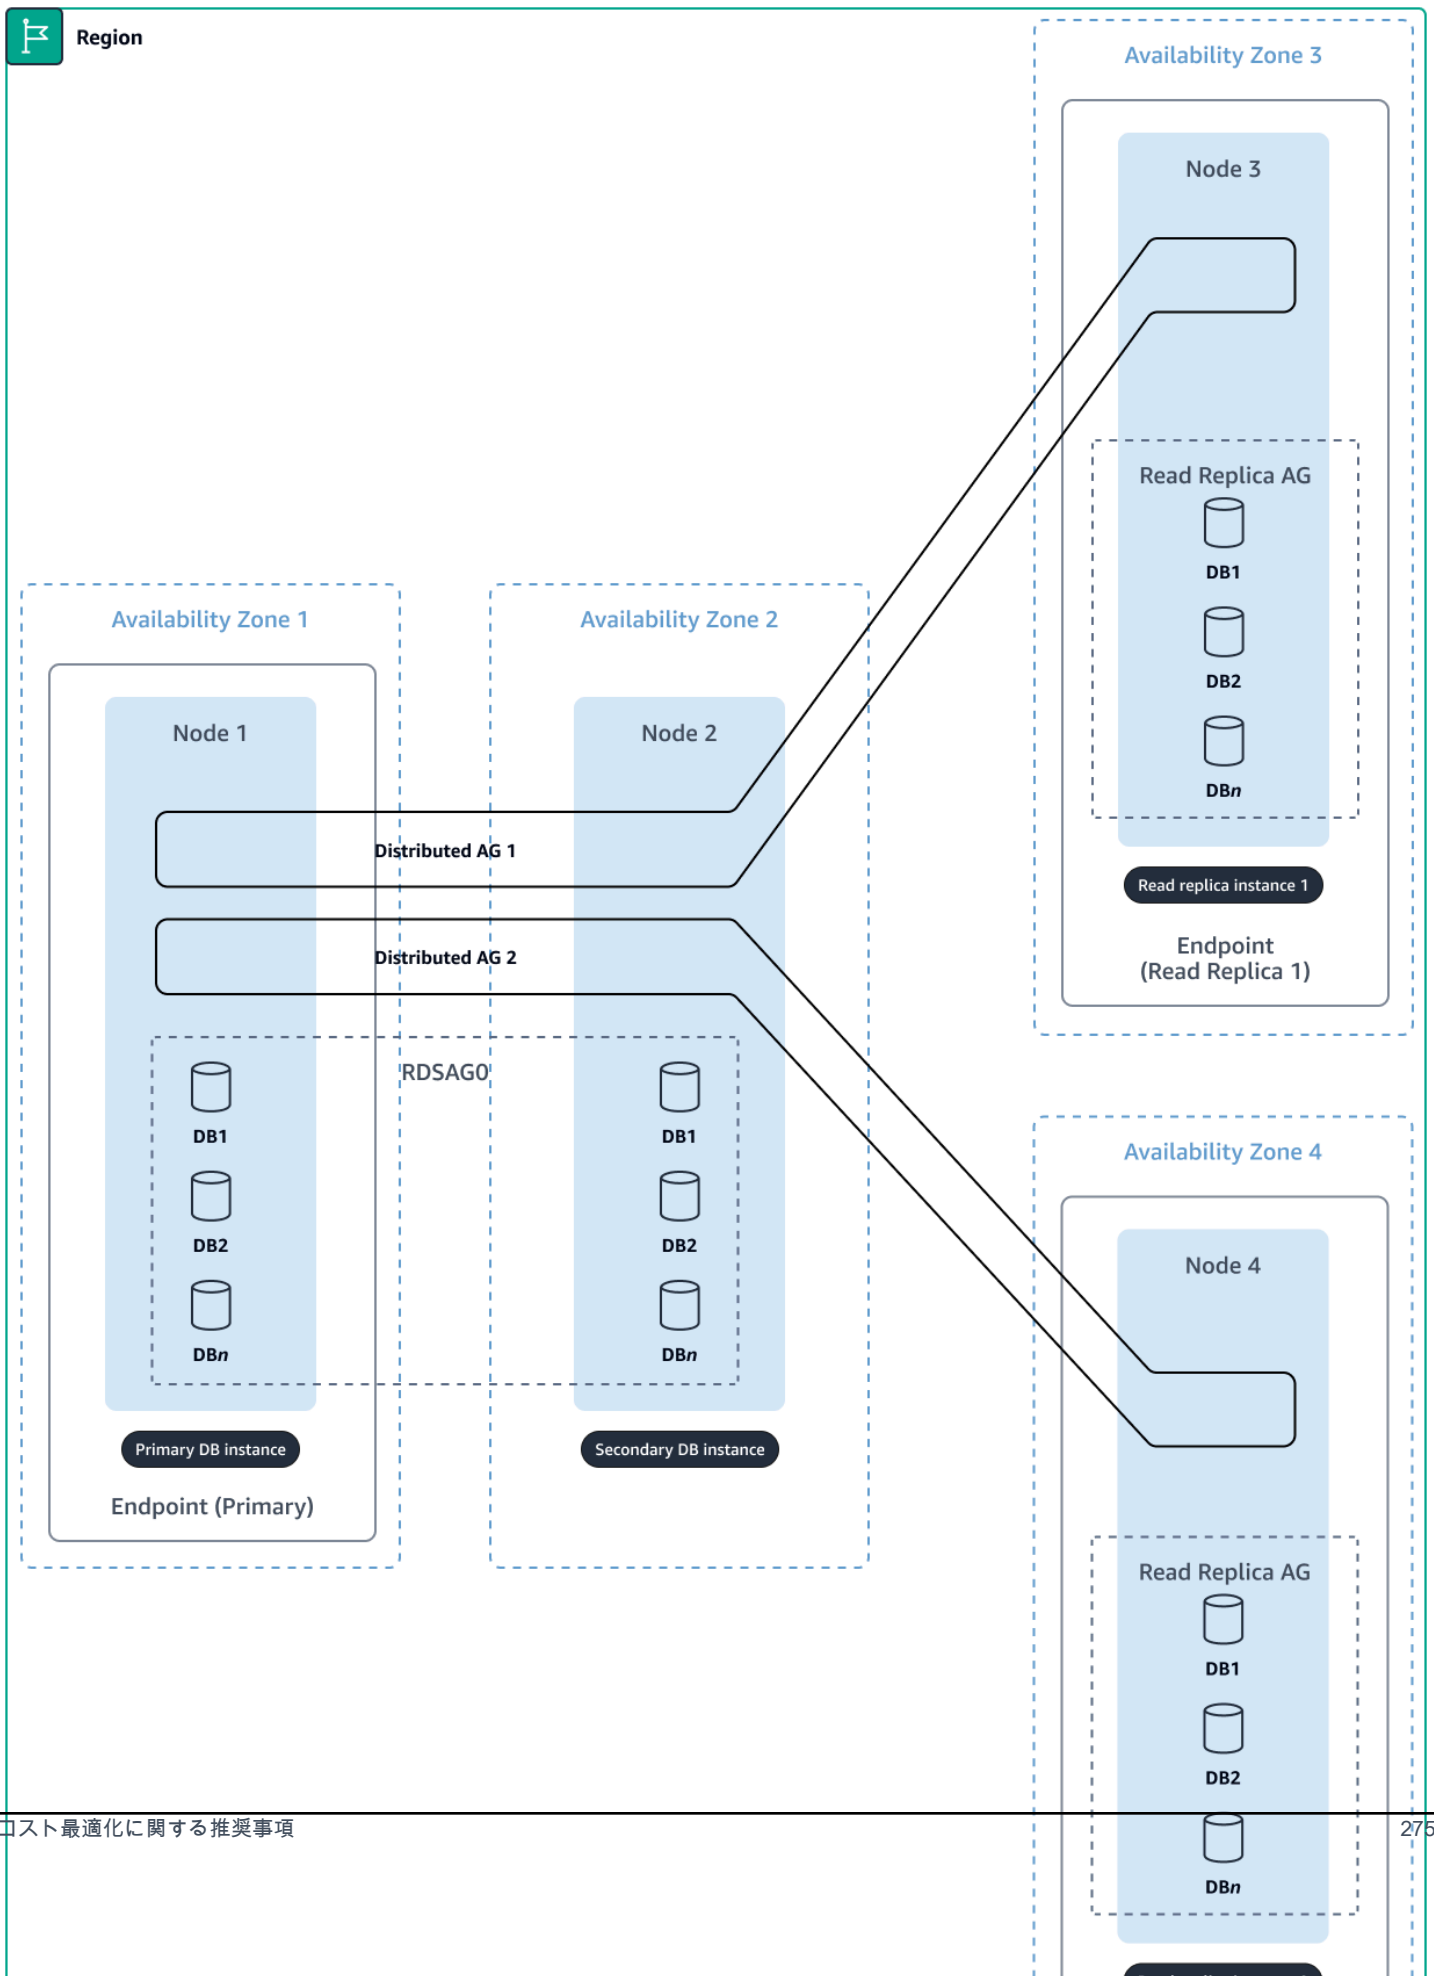 Region
Availability Zone 3
Node 3
Read Replica AG
DB1
DB2
DBn
Read replica instance 1
Endpoint
(Read Replica 1)
Availability Zone 1
Node 1
Availability Zone 2
Node 2
Distributed AG 1
Distributed AG 2
RDSAG0
DB1
DB2
DBn
DB1
DB2
DBn
Primary DB instance
Endpoint (Primary)
Secondary DB instance
Availability Zone 4
Node 4
Read Replica AG
DB1
DB2
DBn
コスト最適化に関する推奨事項
275